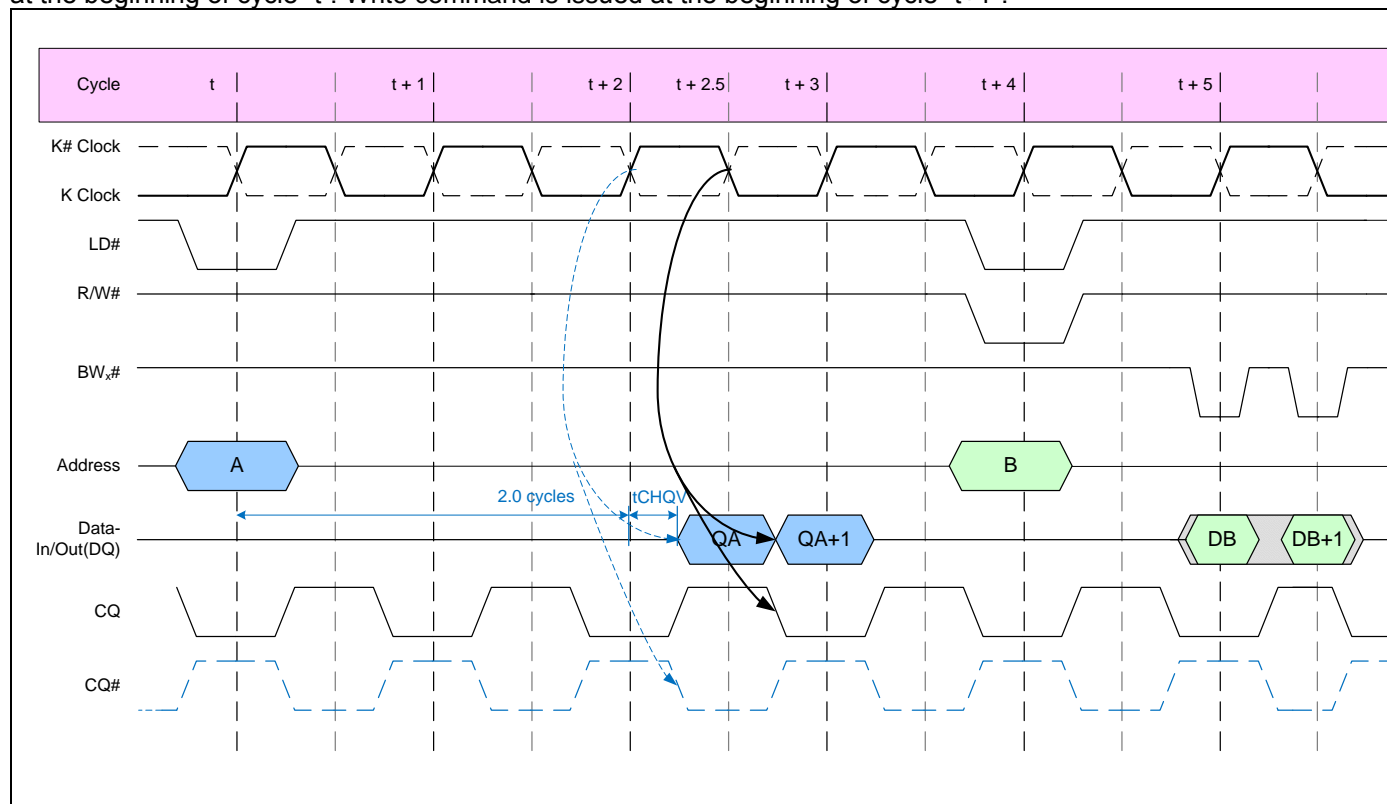 at the beginning of cycle t . Write command is issued at the beginning of cycle
Cycle t t + 1 t + 2 t + 2.5 t + 3 t + 4 t + 5
K# Clock
K Clock
LD#
R/W#
BWx#
Address A B
2.0 cycles tCHQV
Data-
In/Out(DQ) QA QA+1 DB DB+1
CQ
CQ#